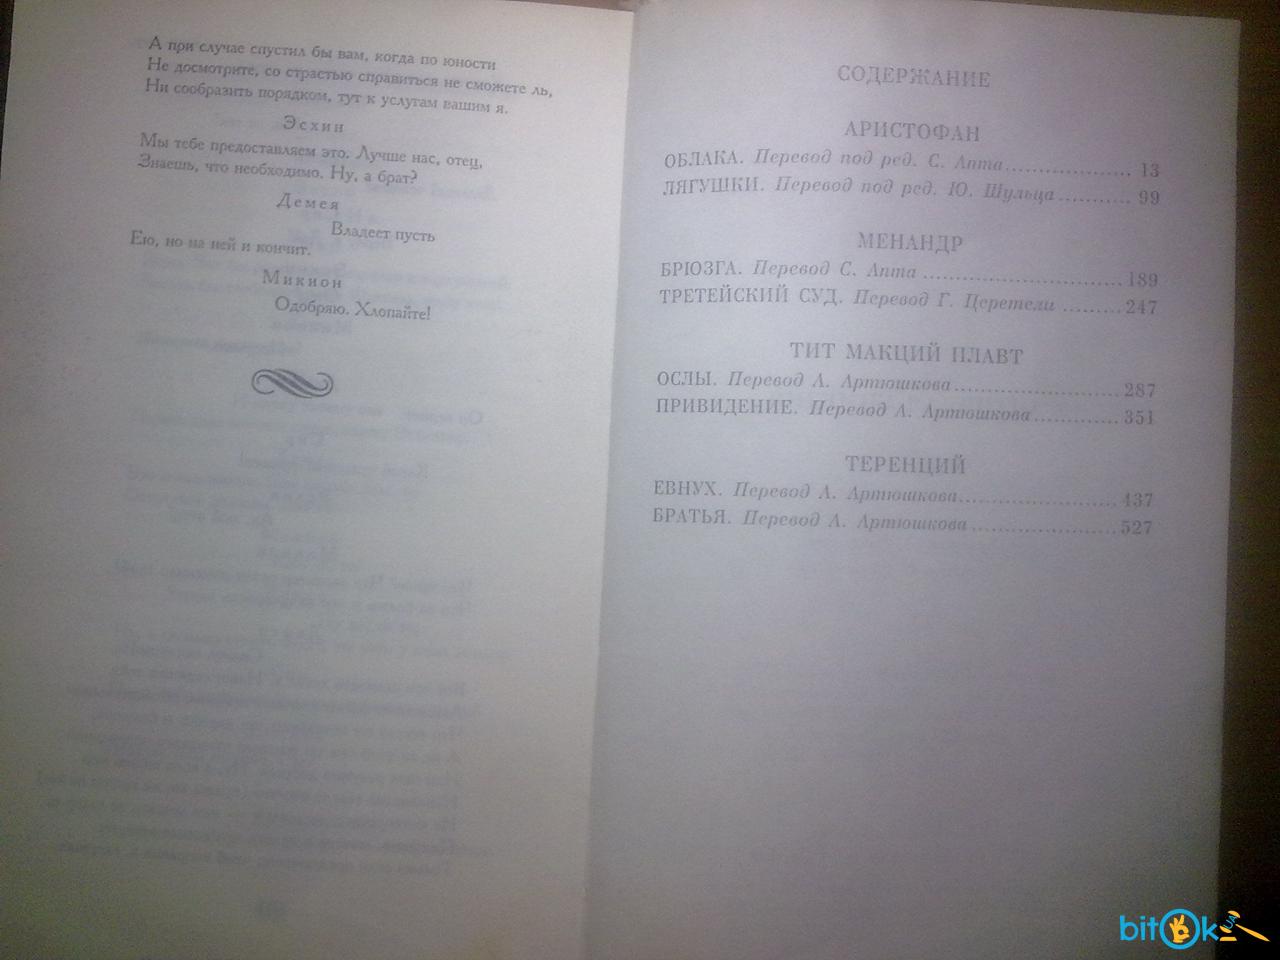 А при случае спустил бы вам, когда по юности
Не досмотрите, со страстью справиться не сможете ль,
Ни сообразить порядком, тут к услугам вашим я.
Эсхин
Мы тебе предоставляем это. Лучше нас, отец,
Знаешь, что необходимо. Ну, а брат?
Демея
Владеет пусть
Ею, но на ней и кончит.
Микион
Одобряю. Хлопайте!
СОДЕРЖАНИЕ
АРИСТОФАН
ОБЛАКА. Перевод под ред. С. Апта.................. 13
ЛЯГУШКИ. Перевод под ред. Ю. Шульца........... 99
МЕНАНДР
БРЮЗГА. Перевод С. Апта ............................189
ТРЕТЕЙСКИЙ СУД. Перевод Г. Церетели .........247
ТИТ МАКЦИЙ ПЛАВТ
ОСЛЫ. Перевод А. Артюшкова........................287
ПРИВИДЕНИЕ. Перевод А. Артюшкова............351
ТЕРЕНЦИЙ
ЕВНУХ. Перевод А. Артюшкова.......................437
БРАТЬЯ. Перевод А. Артюшкова.....................527
bitOk UA